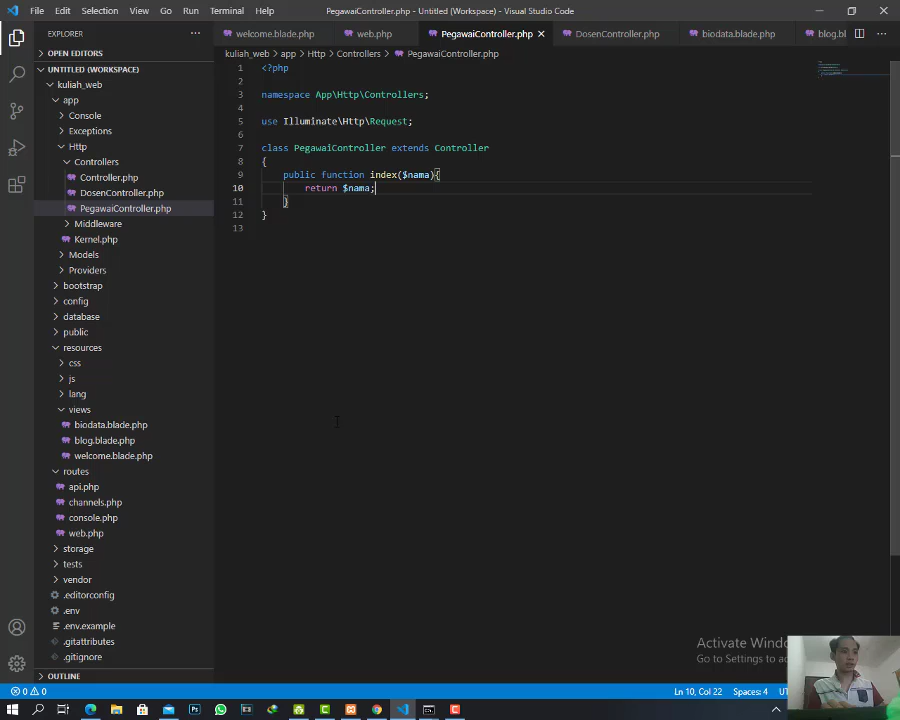 File Edit Selection View Go Run Terminal Help PegawaiController.php - Untitled (Workspace) - Visual Studio Code
EXPLORER
welcome.blade.php web.php PegawaiController.php DosenController.php biodata.blade.php blog.bl
OPEN EDITORS
UNTITLED (WORKSPACE)
kuliah_web
app
Console
Exceptions
Http
Controllers
Controller.php
DosenController.php
PegawaiController.php
Middleware
Kernel.php
Models
Providers
bootstrap
config
database
public
resources
css
js
lang
views
biodata.blade.php
blog.blade.php
welcome.blade.php
routes
api.php
channels.php
console.php
web.php
storage
tests
vendor
.editorconfig
.env
.env.example
.gitattributes
.gitignore
OUTLINE
kuliah_web > app > Http > Controllers > PegawaiController.php
1 <?php
2
3 namespace App\Http\Controllers;
4
5 use Illuminate\Http\Request;
6
7 class PegawaiController extends Controller
8 {
9 public function index($nama){
10 return $nama;
11 }
12 }
13
Activate Windo
Go to Settings to a
0 0 Ln 10, Col 22 Spaces: 4 UT